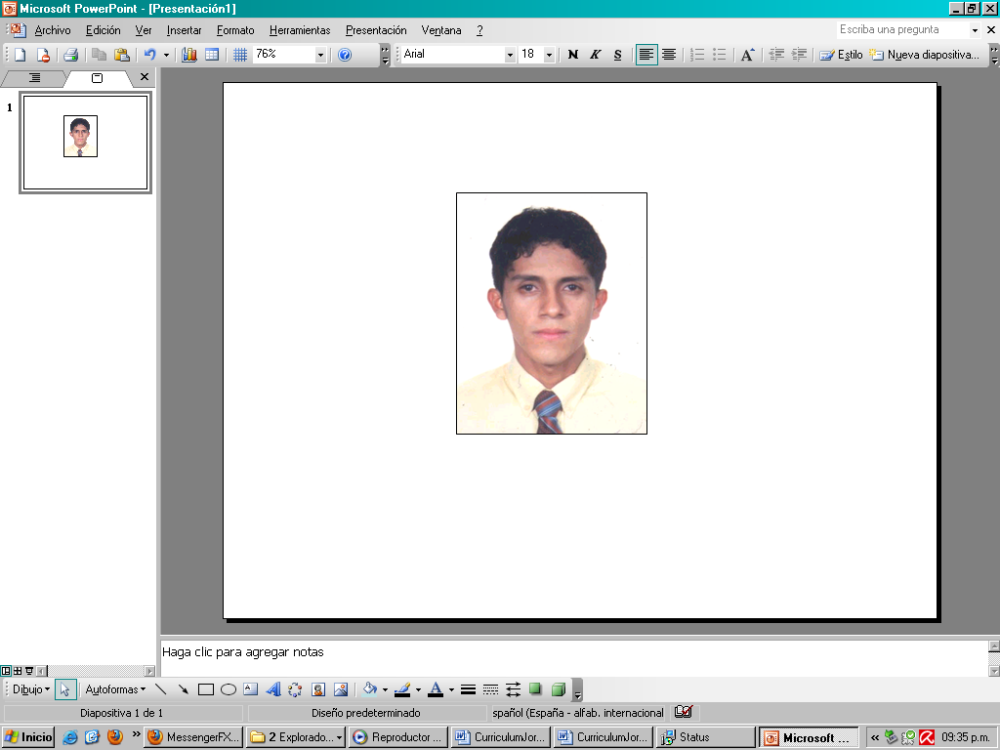 Microsoft PowerPoint - [Presentación1]
Archivo Edición Ver Insertar Formato Herramientas Presentación Ventana ? Escriba una pregunta
76% Arial 18 N K S Estilo Nueva diapositiva...
1
Haga clic para agregar notas
Dibujo Autoformas
Diapositiva 1 de 1 Diseño predeterminado spañol (España - alfab. internacional
Inicio MessengerFX... 2 Explorado... Reproductor ... CurriculumJor... CurriculumJor... Status Microsoft ... 09:35 p.m.